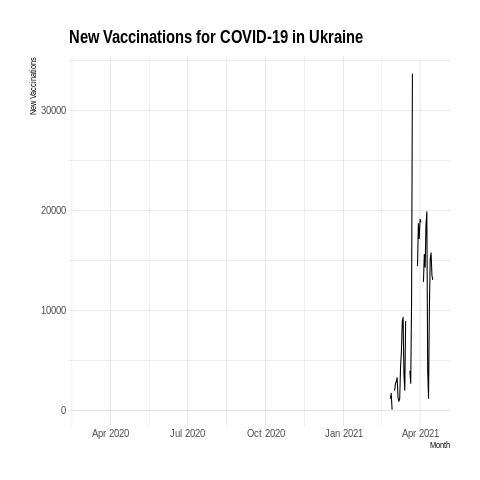 New Vaccinations for COVID-19 in Ukraine
New Vaccinations
30000
20000
10000
0
Apr 2020 Jul 2020 Oct 2020 Jan 2021 Apr 2021
Month